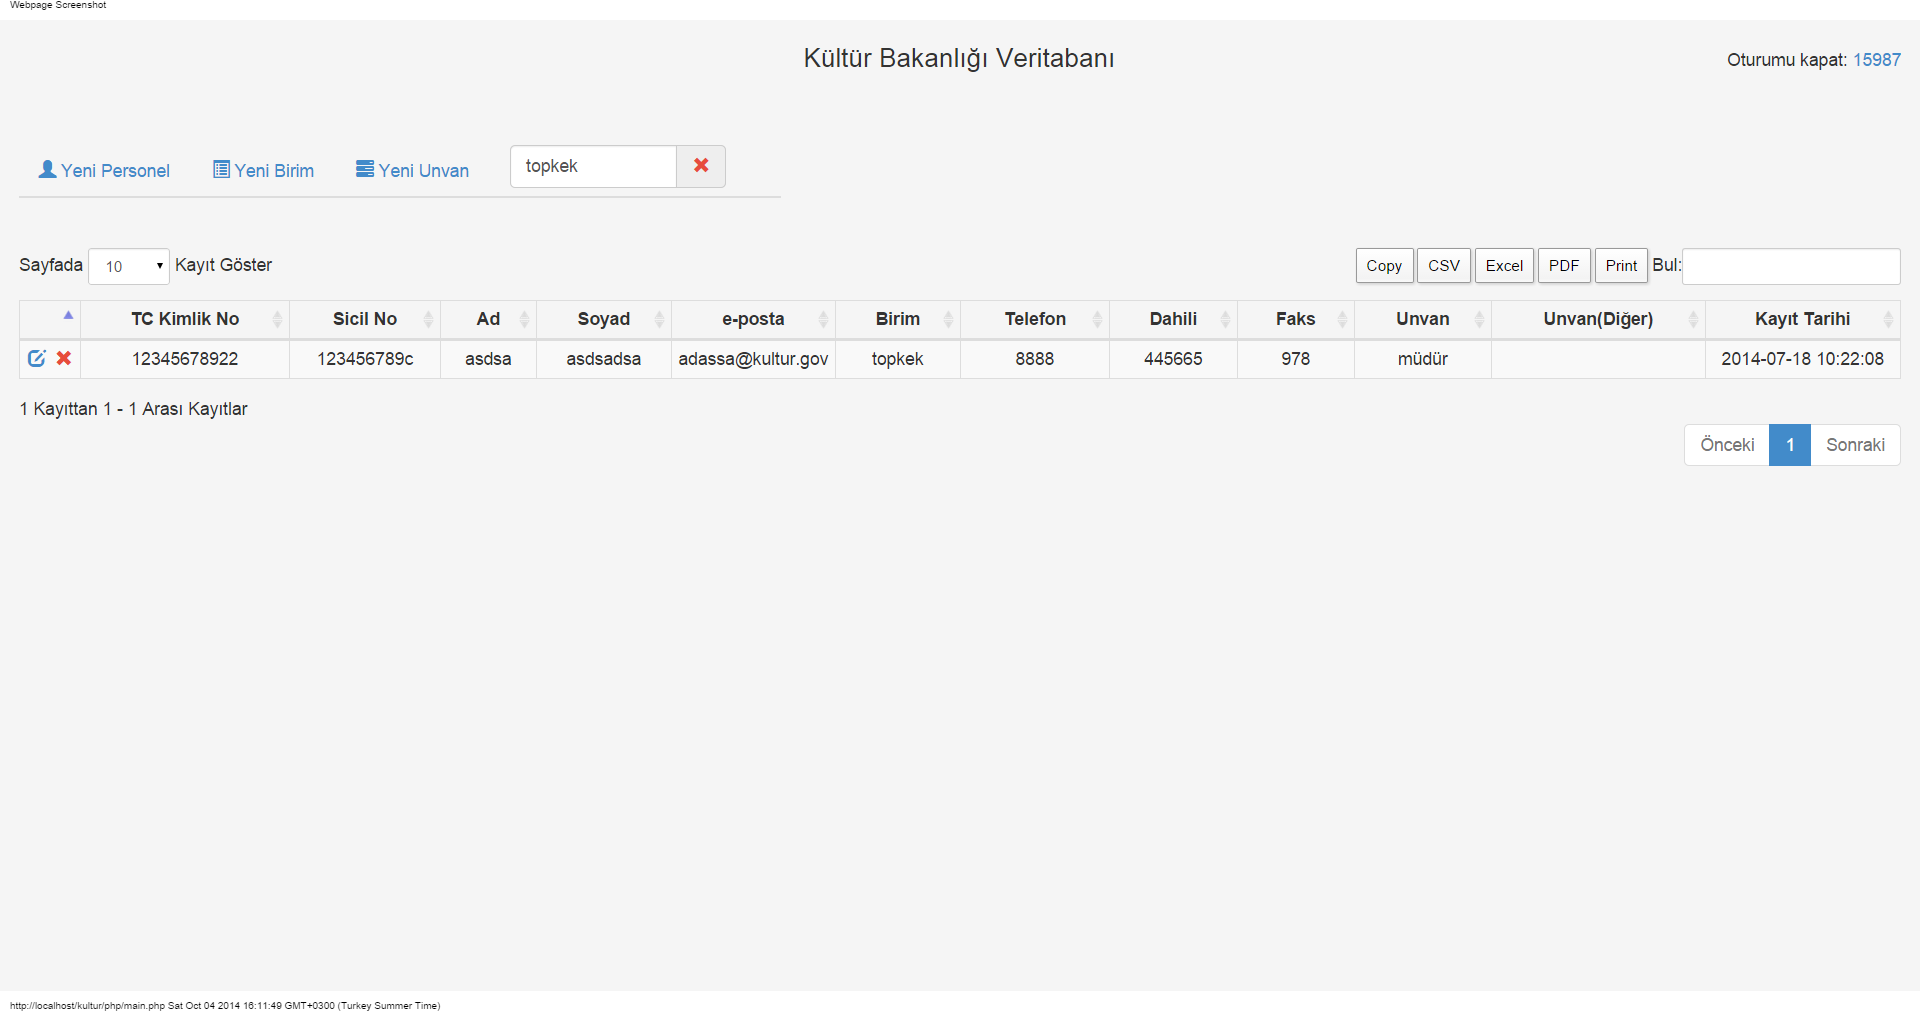 Webpage Screenshot
Kültür Bakanlığı Veritabanı
Oturumu kapat: 15987
Yeni Personel Yeni Birim Yeni Unvan topkek
Sayfada 10 Kayıt Göster
Copy CSV Excel PDF Print Bul:
TC Kimlik No Sicil No Ad Soyad e-posta Birim Telefon Dahili Faks Unvan Unvan(Diğer) Kayıt Tarihi
12345678922 123456789c asdsa asdsadsa adassa@kultur.gov topkek 8888 445665 978 müdür 2014-07-18 10:22:08
1 Kayıttan 1 - 1 Arası Kayıtlar
Önceki 1 Sonraki
http://localhost/kultur/php/main.php Sat Oct 04 2014 16:11:49 GMT+0300 (Turkey Summer Time)